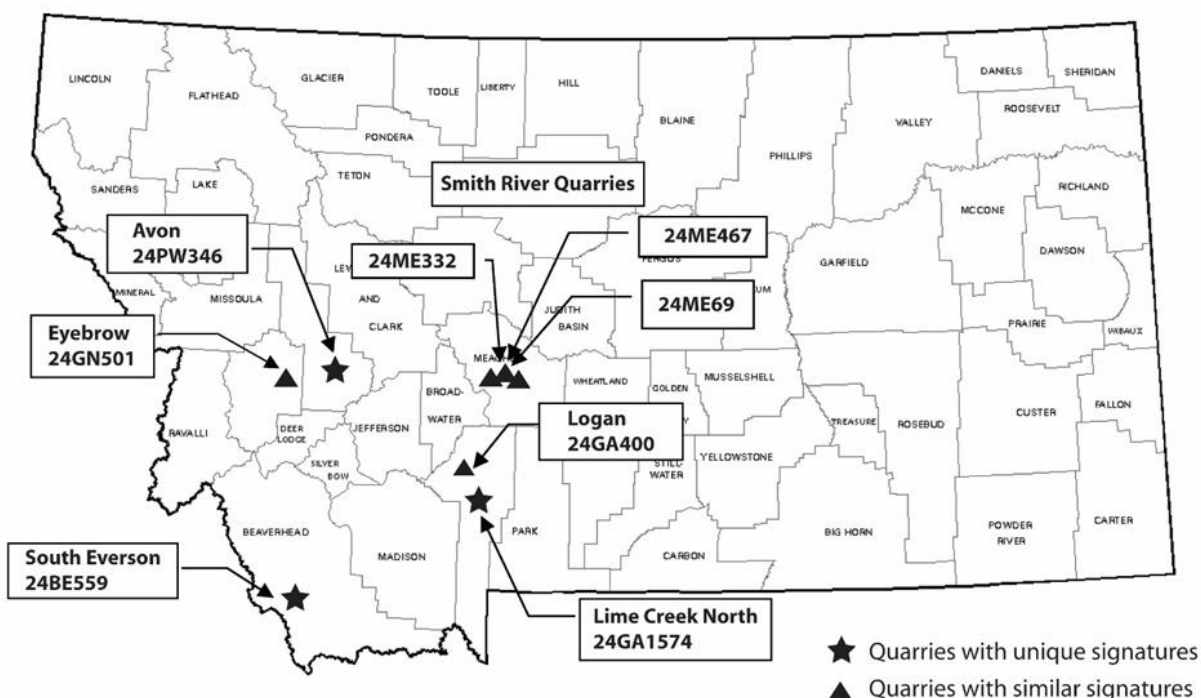 LINCOLN
FLATHEAD
GLACIER
TOOLE
LIBERTY
HILL
BLAINE
PHILLIPS
VALLEY
DANIELS
SHERIDAN
ROOSEVELT
PONDERA
TETON
SANDERS
LAKE
RICHLAND
MCCONE
DAWSON
Smith River Quarries
Avon
24PW346
24ME332
24ME467
24ME69
FERGUS
GARFIELD
MINERAL
MISSOULA
LEW
AND
CLARK
JUDITH
BASIN
UM
PRAIRIE
WIBAUX
Eyebrow
24GN501
MEAGH
WHEATLAND
GOLDEN
MUSSELSHELL
BROAD-
WATER
RAVALLI
DEER
LODGE
JEFFERSON
SILVER
BOW
Logan
24GA400
TREASURE
ROSEBUD
CUSTER
FALLON
STILL-
WATER
YELLOWSTONE
BEAVERHEAD
MADISON
PARK
CARBON
BIG HORN
POWDER
RIVER
CARTER
South Everson
24BE559
Lime Creek North
24GA1574
Quarries with unique signatures
Quarries with similar signatures